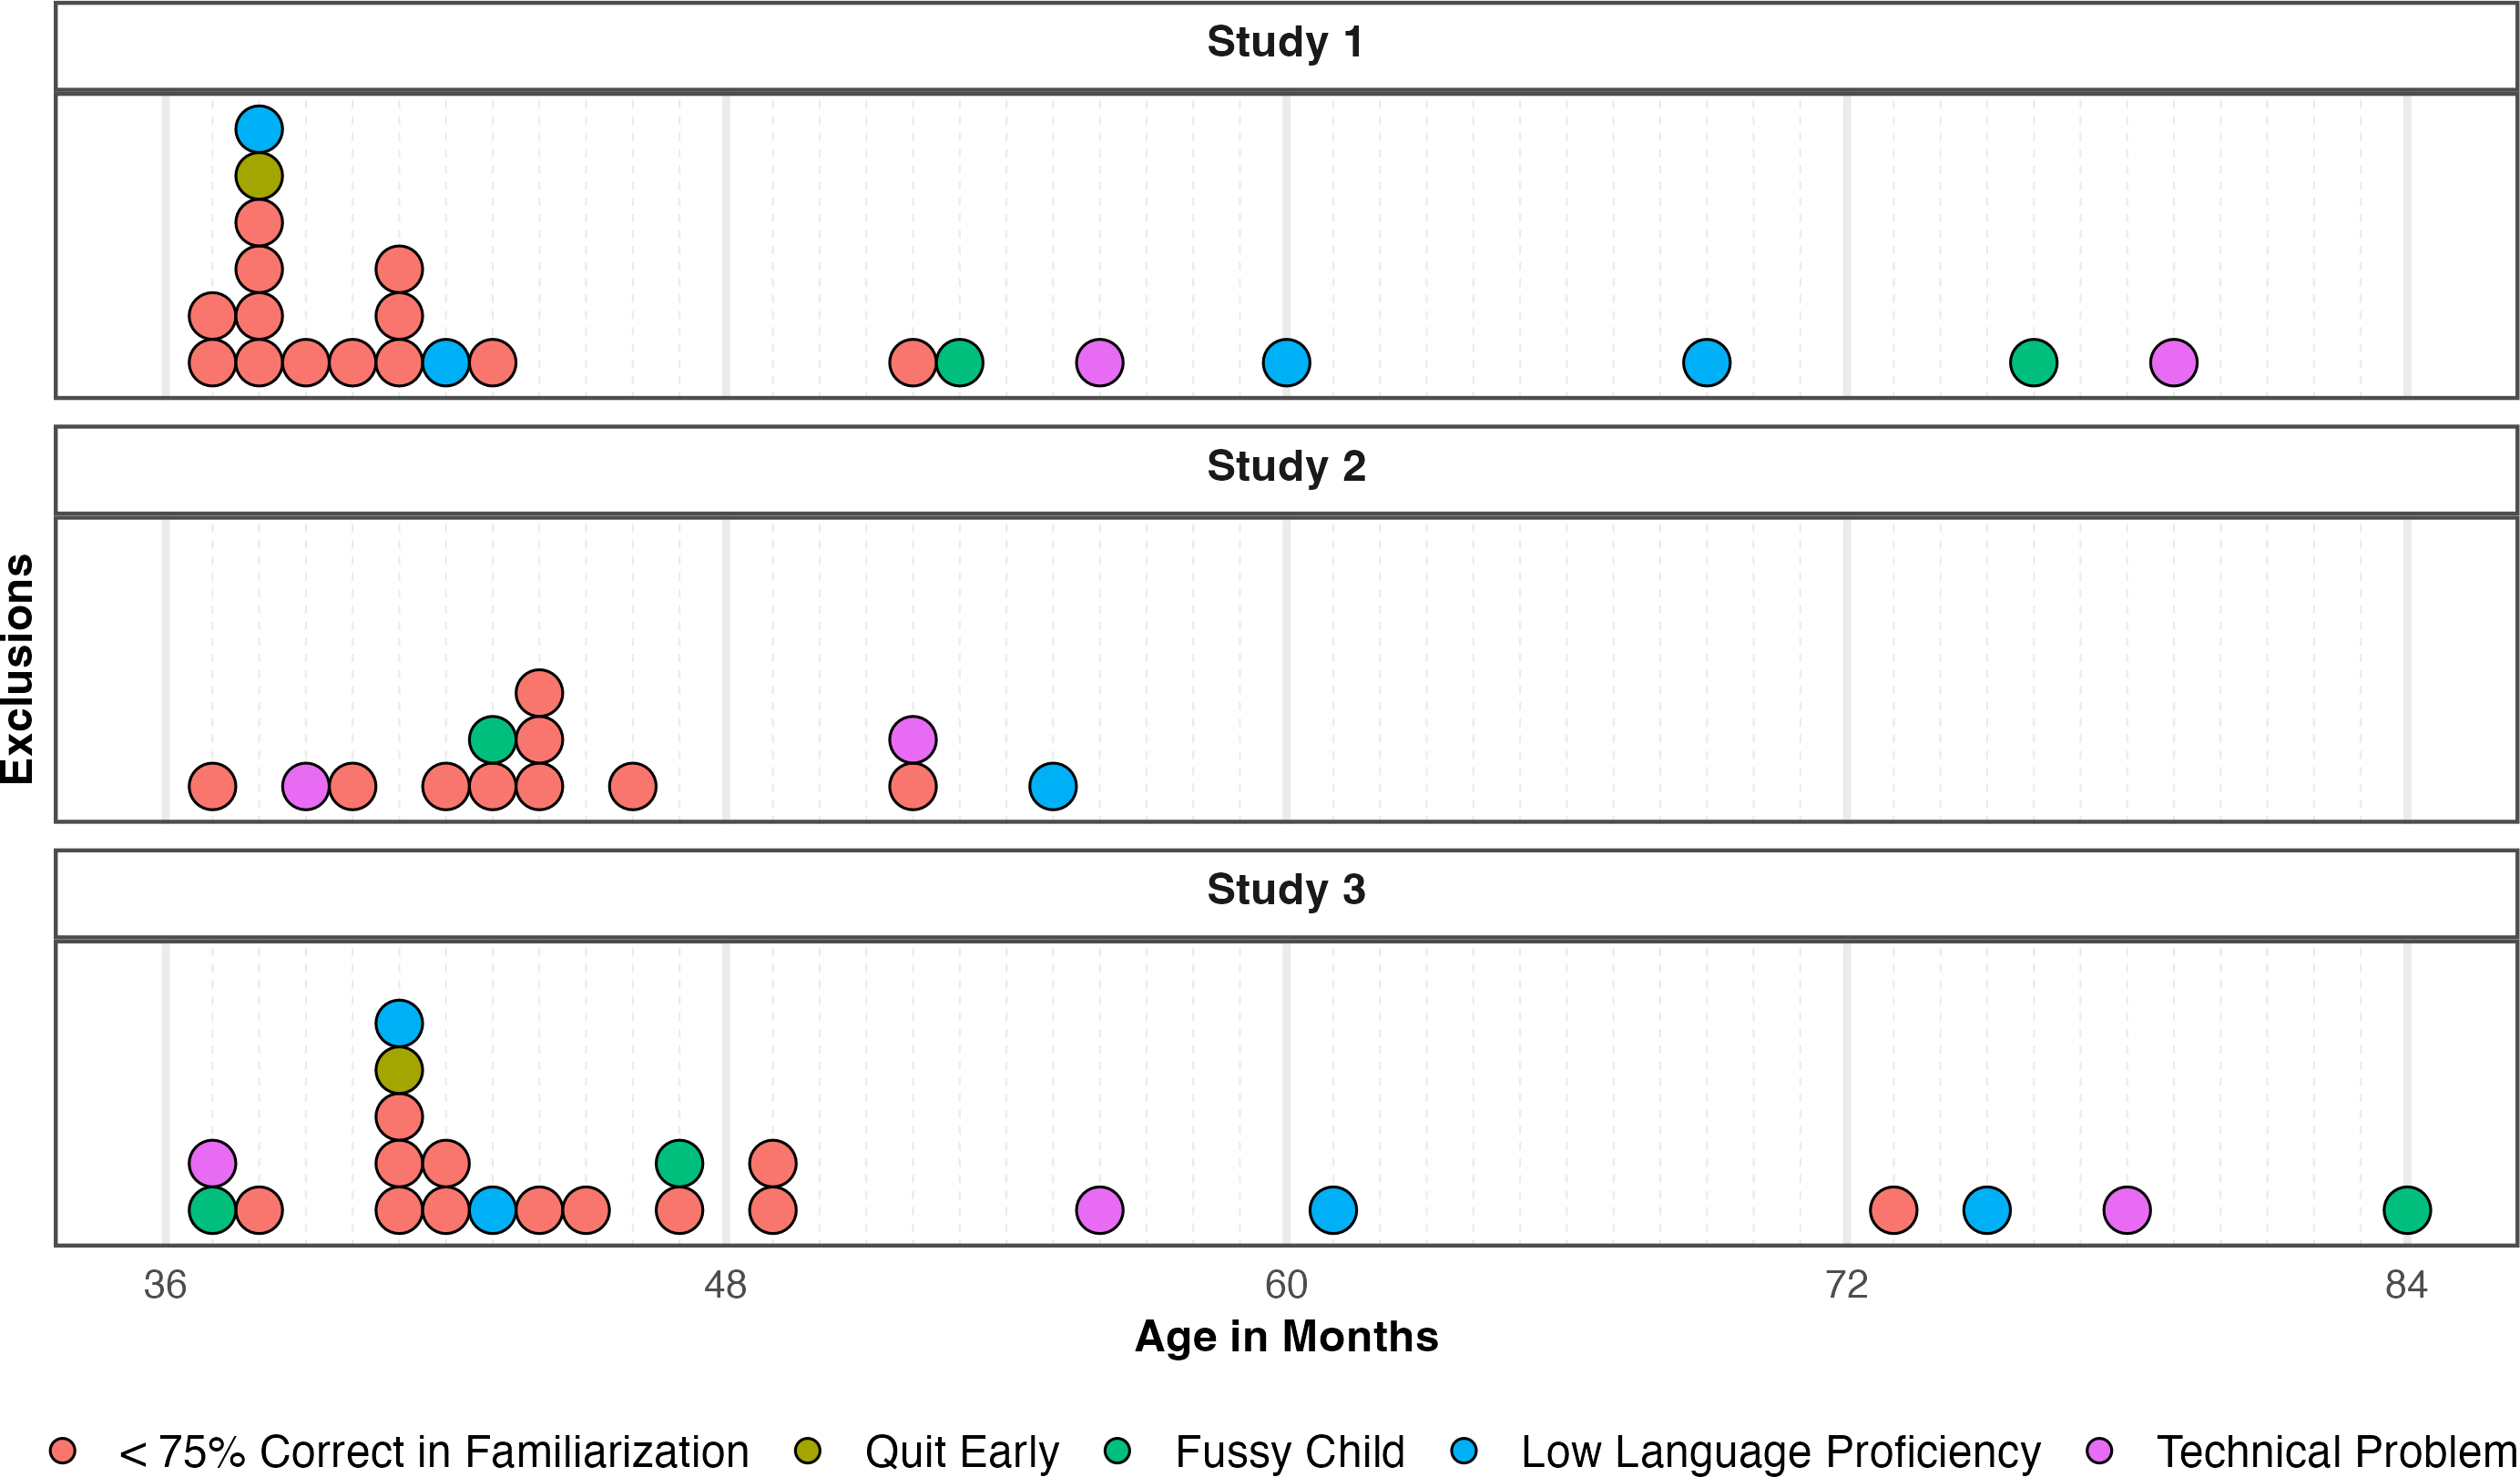 Study 1
Study 2
Exclusions
Study 3
36 48 60 72 84
Age in Months
< 75% Correct in Familiarization Quit Early Fussy Child Low Language Proficiency Technical Problem